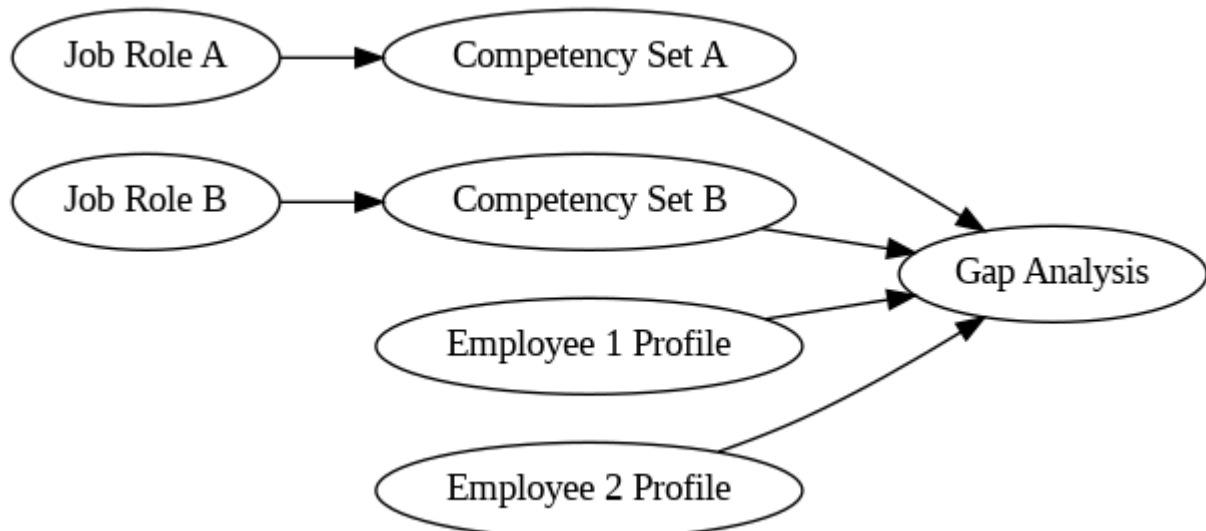 Job Role A
Competency Set A
Job Role B
Competency Set B
Gap Analysis
Employee 1 Profile
Employee 2 Profile